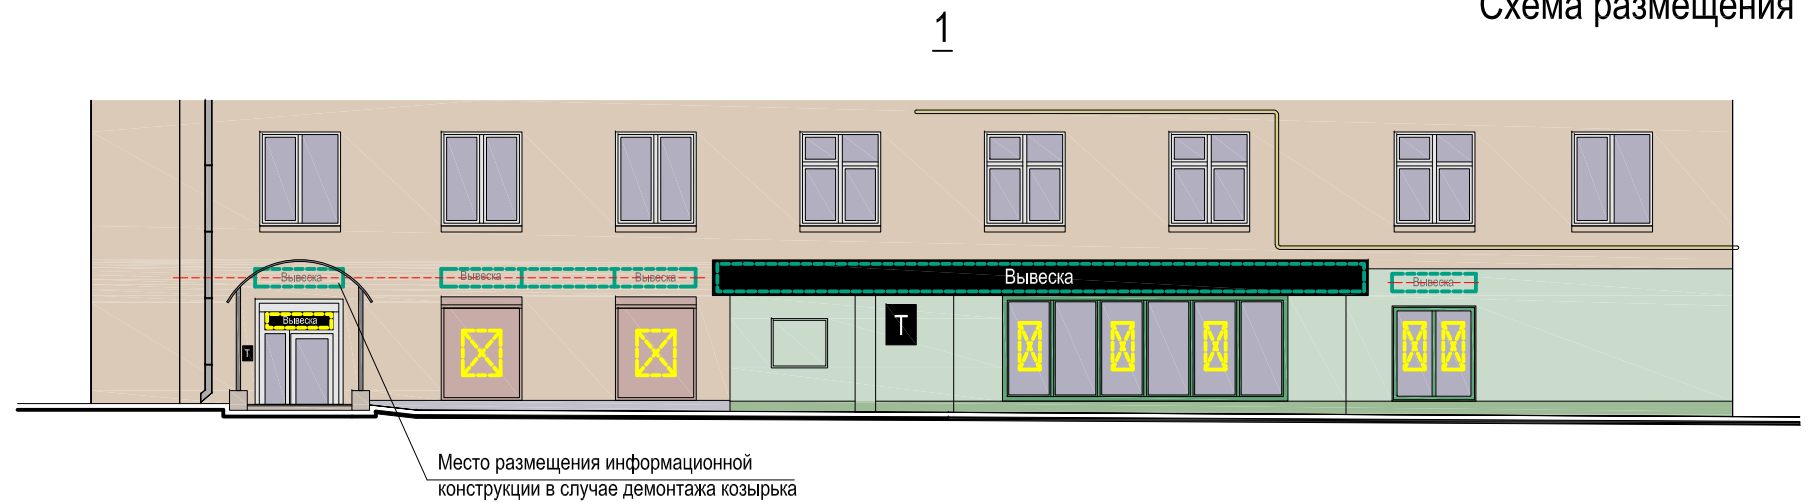 Схема размещения
1
Вывеска
Вывеска
Вывеска
Вывеска
Вывеска
Вывеска
Т
Т
Место размещения информационной
конструкции в случае демонтажа козырька